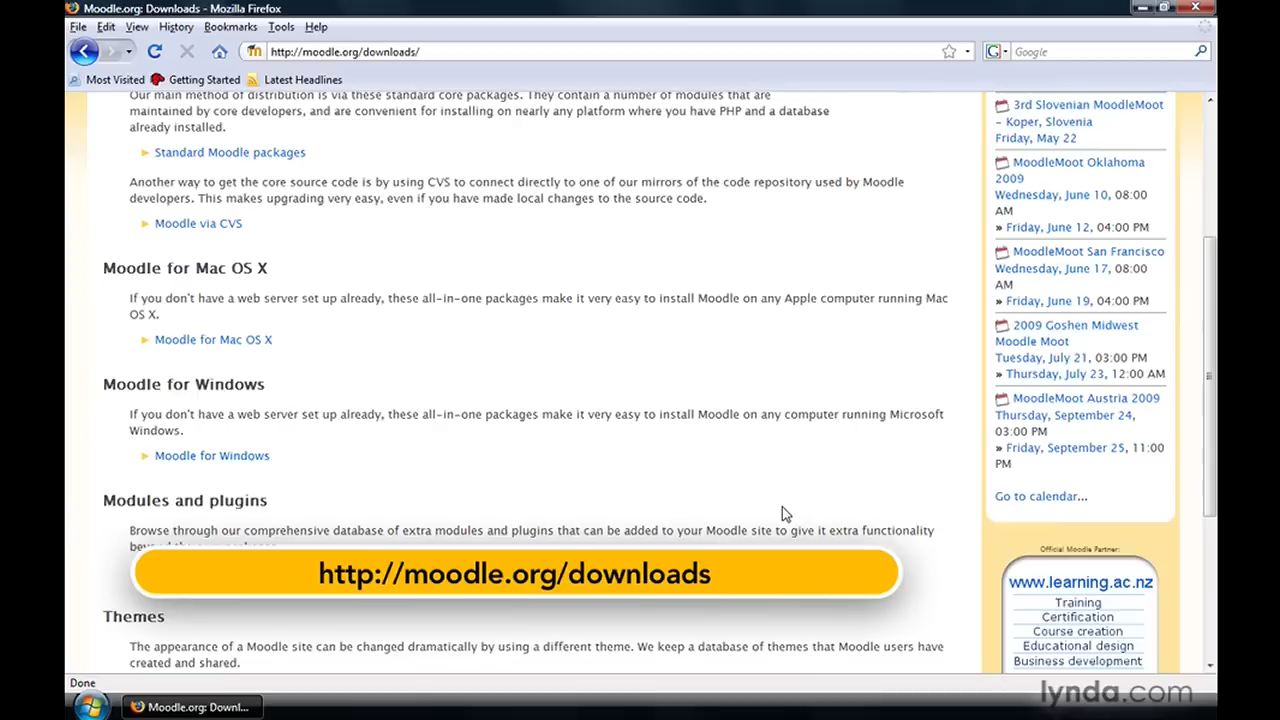 Moodle.org: Downloads - Mozilla Firefox
File Edit View History Bookmarks Tools Help
http://moodle.org/downloads/
Google
Most Visited Getting Started Latest Headlines
Our main method of distribution is via these standard core packages. They contain a number of modules that are
maintained by core developers, and are convenient for installing on nearly any platform where you have PHP and a database
already installed.
Standard Moodle packages
Another way to get the core source code is by using CVS to connect directly to one of our mirrors of the code repository used by Moodle
developers. This makes upgrading very easy, even if you have made local changes to the source code.
Moodle via CVS
Moodle for Mac OS X
If you don't have a web server set up already, these all-in-one packages make it very easy to install Moodle on any Apple computer running Mac
OS X.
Moodle for Mac OS X
Moodle for Windows
If you don't have a web server set up already, these all-in-one packages make it very easy to install Moodle on any computer running Microsoft
Windows.
Moodle for Windows
Modules and plugins
Browse through our comprehensive database of extra modules and plugins that can be added to your Moodle site to give it extra functionality
http://moodle.org/downloads
Themes
The appearance of a Moodle site can be changed dramatically by using a different theme. We keep a database of themes that Moodle users have
created and shared.
3rd Slovenian MoodleMoot
- Koper, Slovenia
Friday, May 22
MoodleMoot Oklahoma
2009
Wednesday, June 10, 08:00
AM
» Friday, June 12, 04:00 PM
MoodleMoot San Francisco
Wednesday, June 17, 08:00
AM
» Friday, June 19, 04:00 PM
2009 Goshen Midwest
Moodle Moot
Tuesday, July 21, 03:00 PM
» Thursday, July 23, 12:00 AM
MoodleMoot Austria 2009
Thursday, September 24,
03:00 PM
» Friday, September 25, 11:00
PM
Go to calendar...
Official Moodle Partner:
www.learning.ac.nz
Training
Certification
Course creation
Educational design
Business development
Done
lynda.com
Moodle.org: Downl...